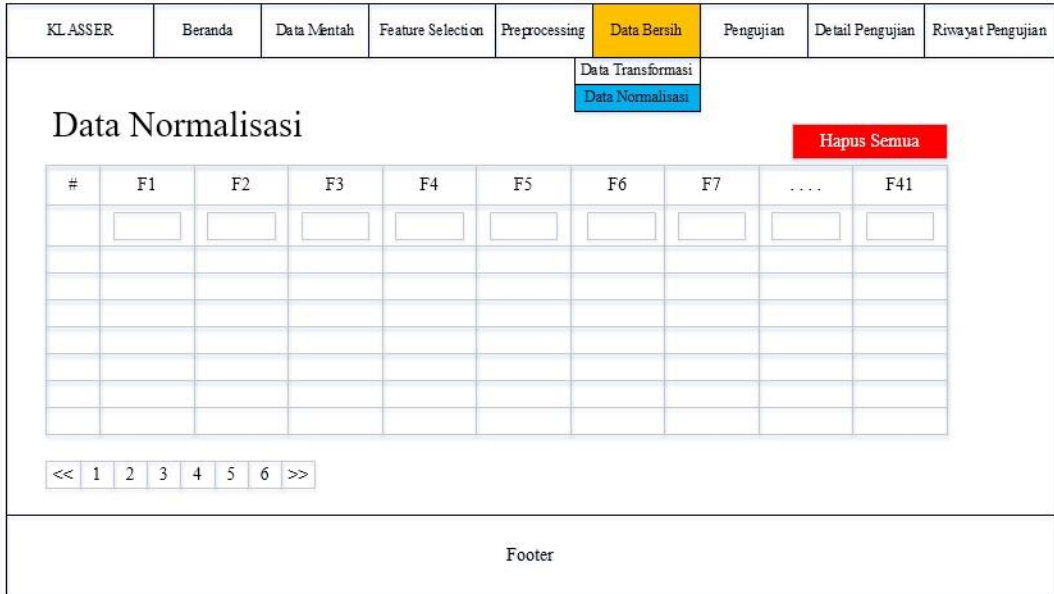 KLASSER Beranda Data Mentah Feature Selection Preprocessing Data Bersih Pengujian Detail Pengujian Riwayat Pengujian
Data Transformasi
Data Normalisasi
Data Normalisasi
Hapus Semua
# F1 F2 F3 F4 F5 F6 F7 .... F41
<< 1 2 3 4 5 6 >>
Footer